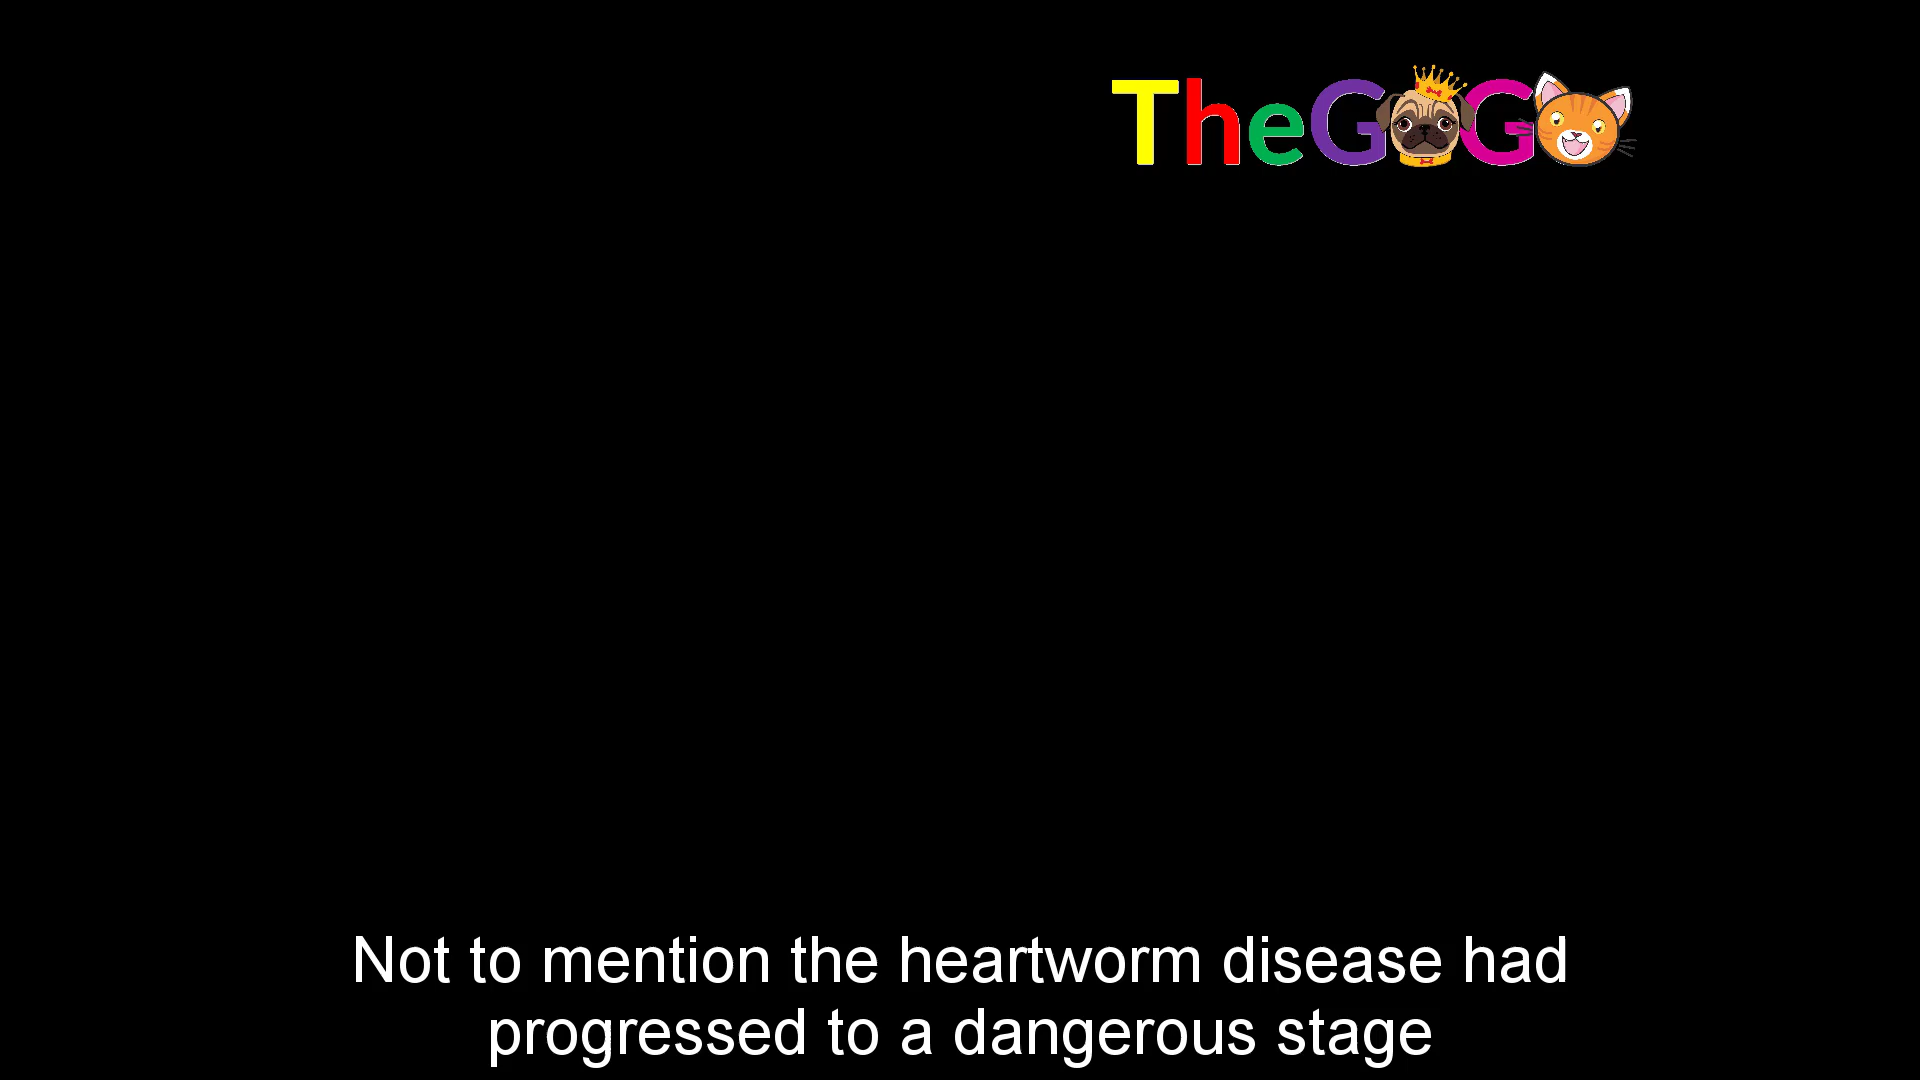 TheGOGO
Not to mention the heartworm disease had
progressed to a dangerous stage